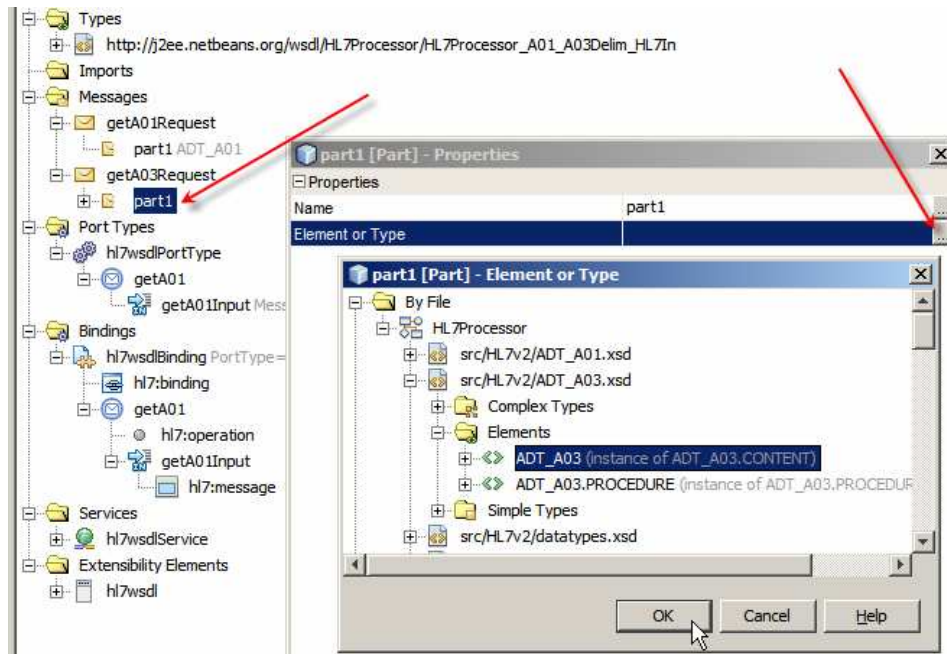 Types
http://j2ee.netbeans.org/wsdl/HL7Processor/HL7Processor_A01_A03Delim_HL7In
Imports
Messages
getA01Request
part1 ADT_A01
getA03Request
part1
Port Types
hl7wsdlPortType
getA01
getA01Input Mess
Bindings
hl7wsdlBinding PortType=
hl7:binding
getA01
hl7:operation
getA01Input
hl7:message
Services
hl7wsdlService
Extensibility Elements
hl7wsdl
part1 [Part] - Properties
Properties
Name part1 ...
Element or Type ...
part1 [Part] - Element or Type
By File
HL7Processor
src/HL7v2/ADT_A01.xsd
src/HL7v2/ADT_A03.xsd
Complex Types
Elements
ADT_A03 (instance of ADT_A03.CONTENT)
ADT_A03.PROCEDURE (instance of ADT_A03.PROCEDUR
Simple Types
src/HL7v2/datatypes.xsd
OK Cancel Help